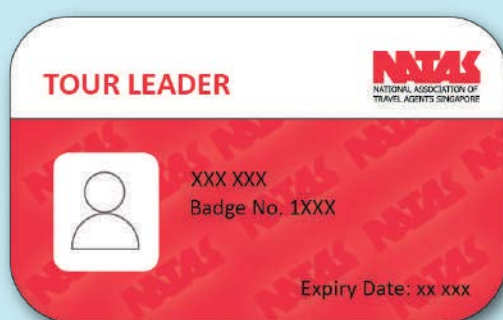 TOUR LEADER
NATAS
NATIONAL ASSOCIATION OF
TRAVEL AGENTS SINGAPORE
XXX XXX
Badge No. 1XXX
Expiry Date: xx xxx